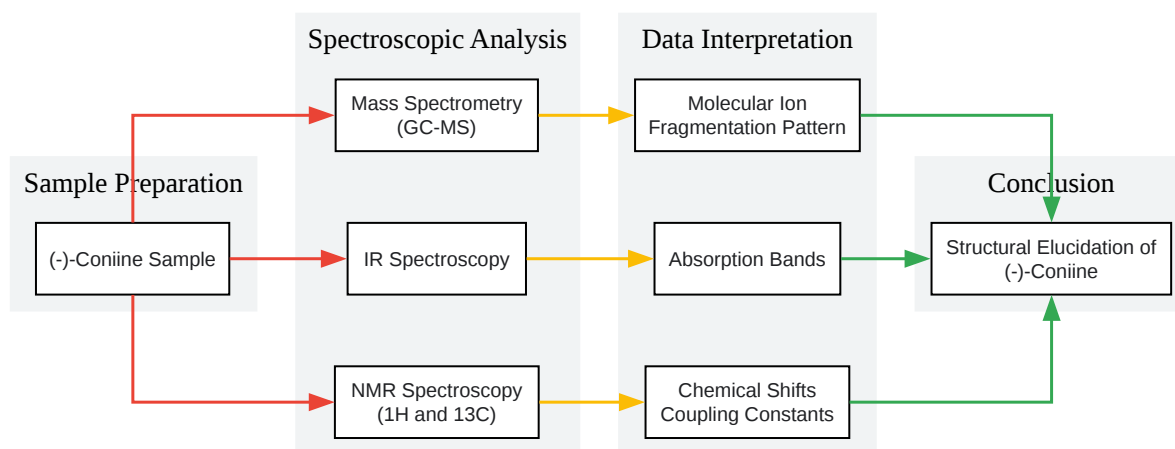 Spectroscopic Analysis
Data Interpretation
Mass Spectrometry
(GC-MS)
Molecular Ion
Fragmentation Pattern
Sample Preparation
Conclusion
(-)-Coniine Sample
IR Spectroscopy
Absorption Bands
Structural Elucidation of
(-)-Coniine
NMR Spectroscopy
(1H and 13C)
Chemical Shifts
Coupling Constants